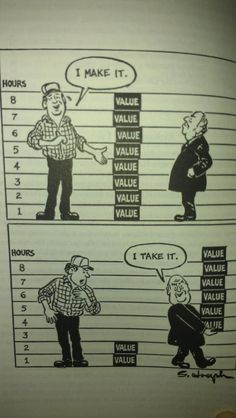 I MAKE IT.
HOURS
8 VALUE
7 VALUE
6 VALUE
5 VALUE
4 VALUE
3 VALUE
2 VALUE
1 VALUE
I TAKE IT.
HOURS VALUE
8 VALUE
7 VALUE
6 VALUE
5 VALUE
4 VALUE
3
2 VALUE
1 VALUE